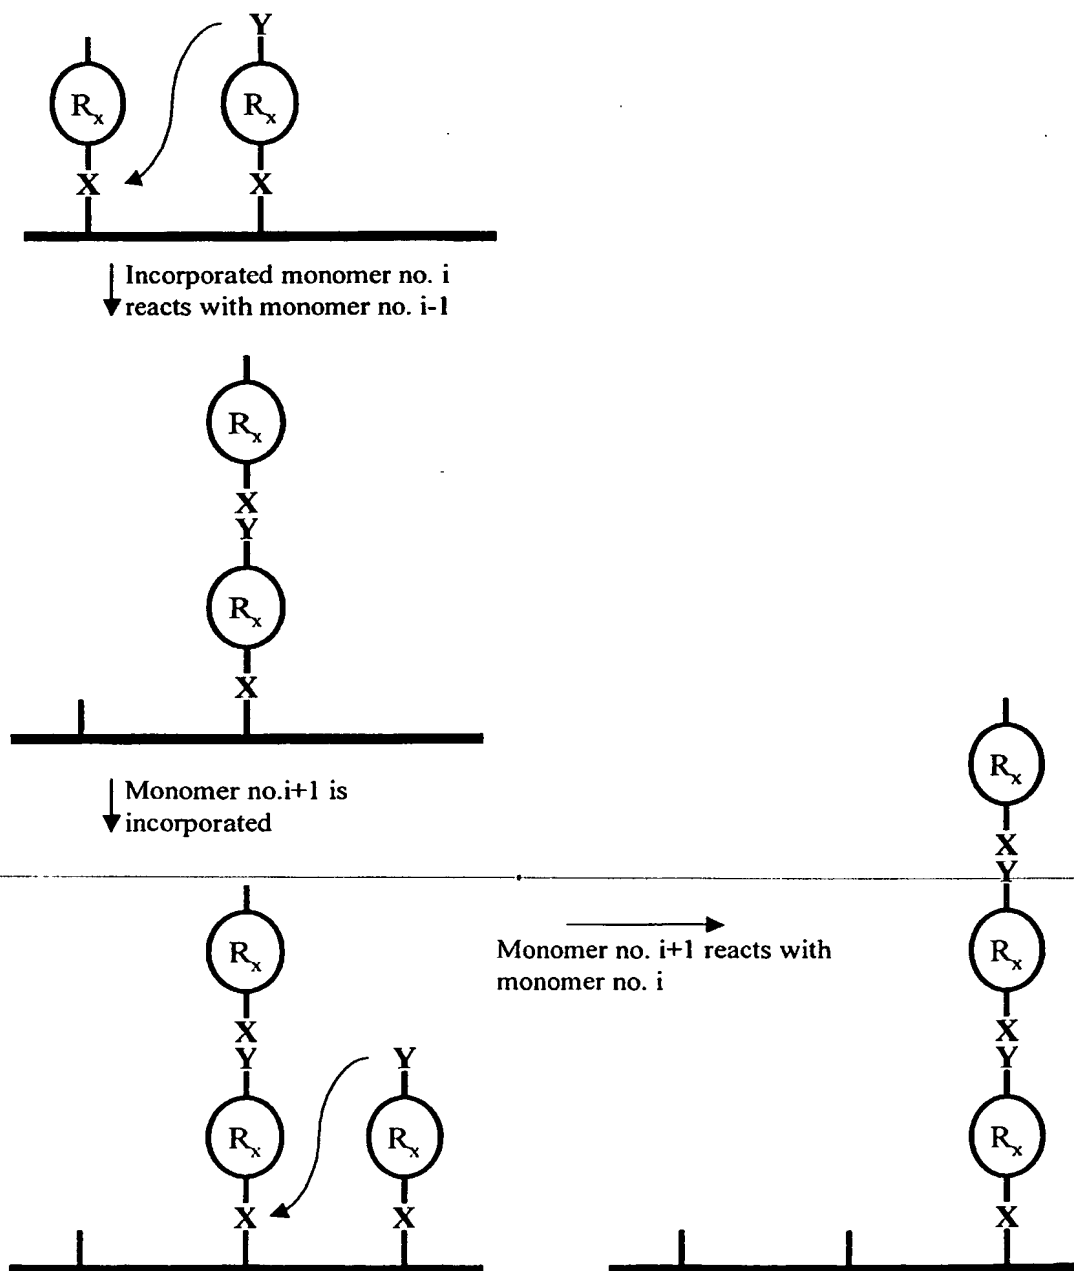 Y
Rₓ Rₓ
X X
Incorporated monomer no. i
reacts with monomer no. i-1
Rₓ
X
Y
Rₓ
X
Monomer no.i+1 is
incorporated
Rₓ
X
Y
Y
Rₓ Rₓ
X X
Monomer no. i+1 reacts with
monomer no. i
Rₓ
X
Y
Rₓ
X
Y
Rₓ
X